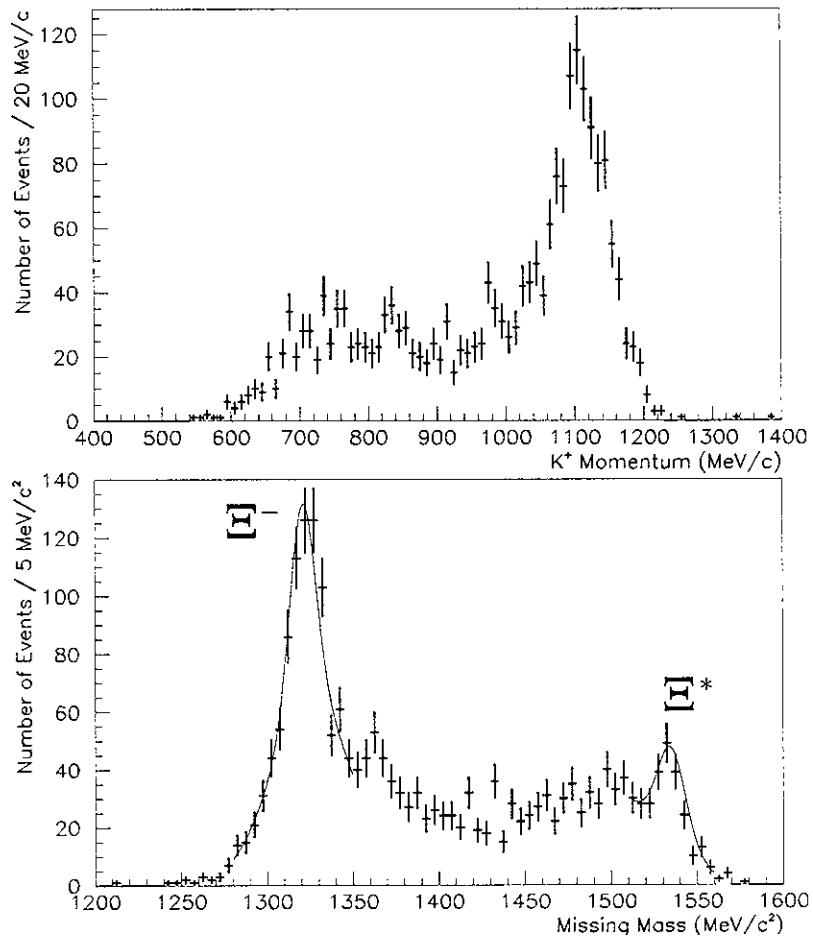 Number of Events / 20 MeV/c
120
100
80
60
40
20
0
400 500 600 700 800 900 1000 1100 1200 1300 1400
K⁺ Momentum (MeV/c)
Number of Events / 5 MeV/c²
140
120
100
80
60
40
20
0
Ξ⁻
Ξ*
1200 1250 1300 1350 1400 1450 1500 1550 1600
Missing Mass (MeV/c²)